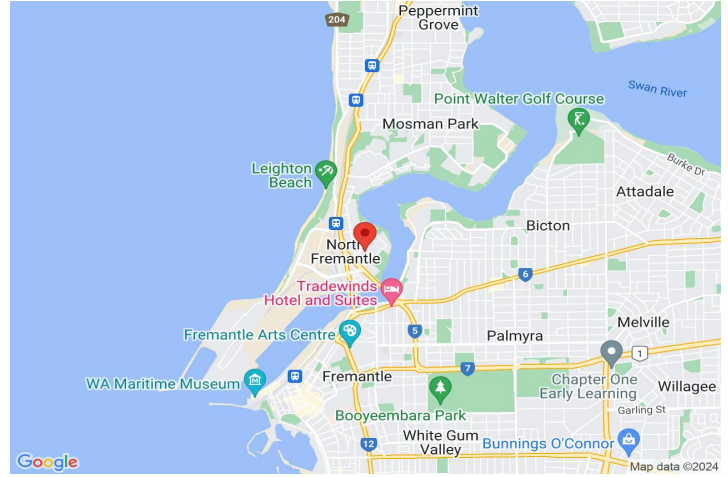 Peppermint
Grove
204
Swan River
Point Walter Golf Course
Mosman Park
Leighton
Beach
Burke Dr
Attadale
Bicton
North
Fremantle
6
Tradewinds
Hotel and Suites
Fremantle Arts Centre
5
Palmyra
Melville
1
7
WA Maritime Museum
Fremantle
Chapter One
Early Learning
Willagee
Booyeembara Park
Garling St
White Gum
Valley
12
Bunnings O'Connor
Google
Map data ©2024